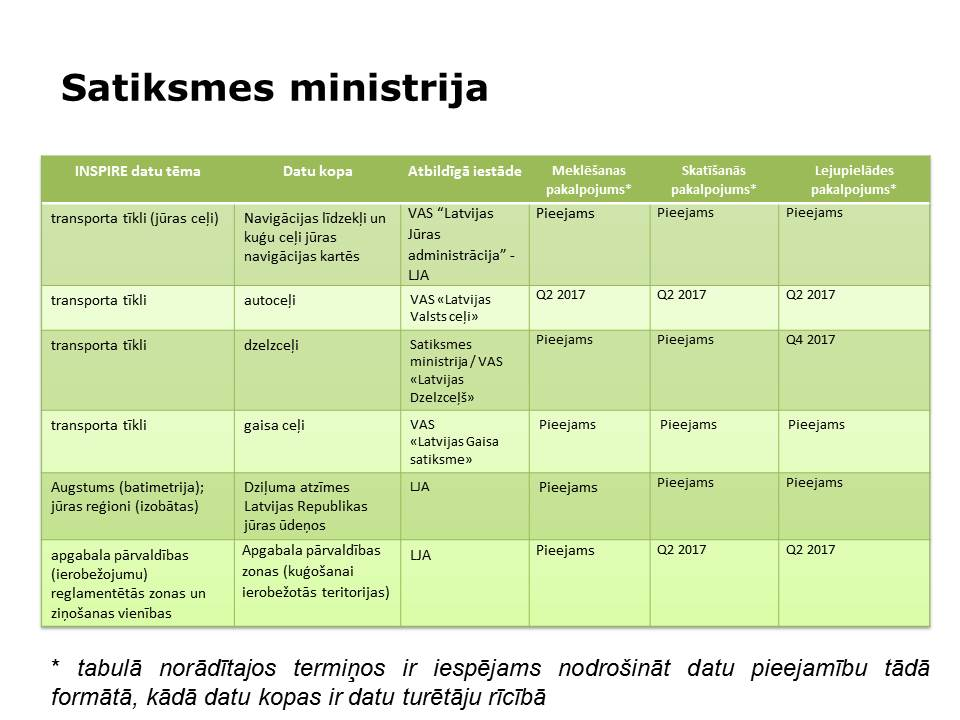 Satiksmes ministrija
INSPIRE datu tēma
Datu kopa
Atbildīgā iestāde
Meklēšanas
pakalpojums*
Skatīšanās
pakalpojums*
Lejupielādes
pakalpojums*
transporta tīkli (jūras ceļi)
Navigācijas līdzekļi un
kuģu ceļi jūras
navigācijas kartēs
VAS “Latvijas
Jūras
administrācija” -
LJA
Pieejams
Pieejams
Pieejams
transporta tīkli
autoceļi
VAS «Latvijas
Valsts ceļi»
Q2 2017
Q2 2017
Q2 2017
transporta tīkli
dzelzceļi
Satiksmes
ministrija / VAS
«Latvijas
Dzelzceļš»
Pieejams
Pieejams
Q4 2017
transporta tīkli
gaisa ceļi
VAS
«Latvijas Gaisa
satiksme»
Pieejams
Pieejams
Pieejams
Augstums (batimetrija);
jūras reģioni (izobātas)
Dziļuma atzīmes
Latvijas Republikas
jūras ūdeņos
LJA
Pieejams
Pieejams
Pieejams
apgabala pārvaldības
(ierobežojumu)
reglamentētās zonas un
ziņošanas vienības
Apgabala pārvaldības
zonas (kuģošanai
ierobežotās teritorijas)
LJA
Pieejams
Q2 2017
Q2 2017
* tabulā norādītajos termiņos ir iespējams nodrošināt datu pieejamību tādā
formātā, kādā datu kopas ir datu turētāju rīcībā